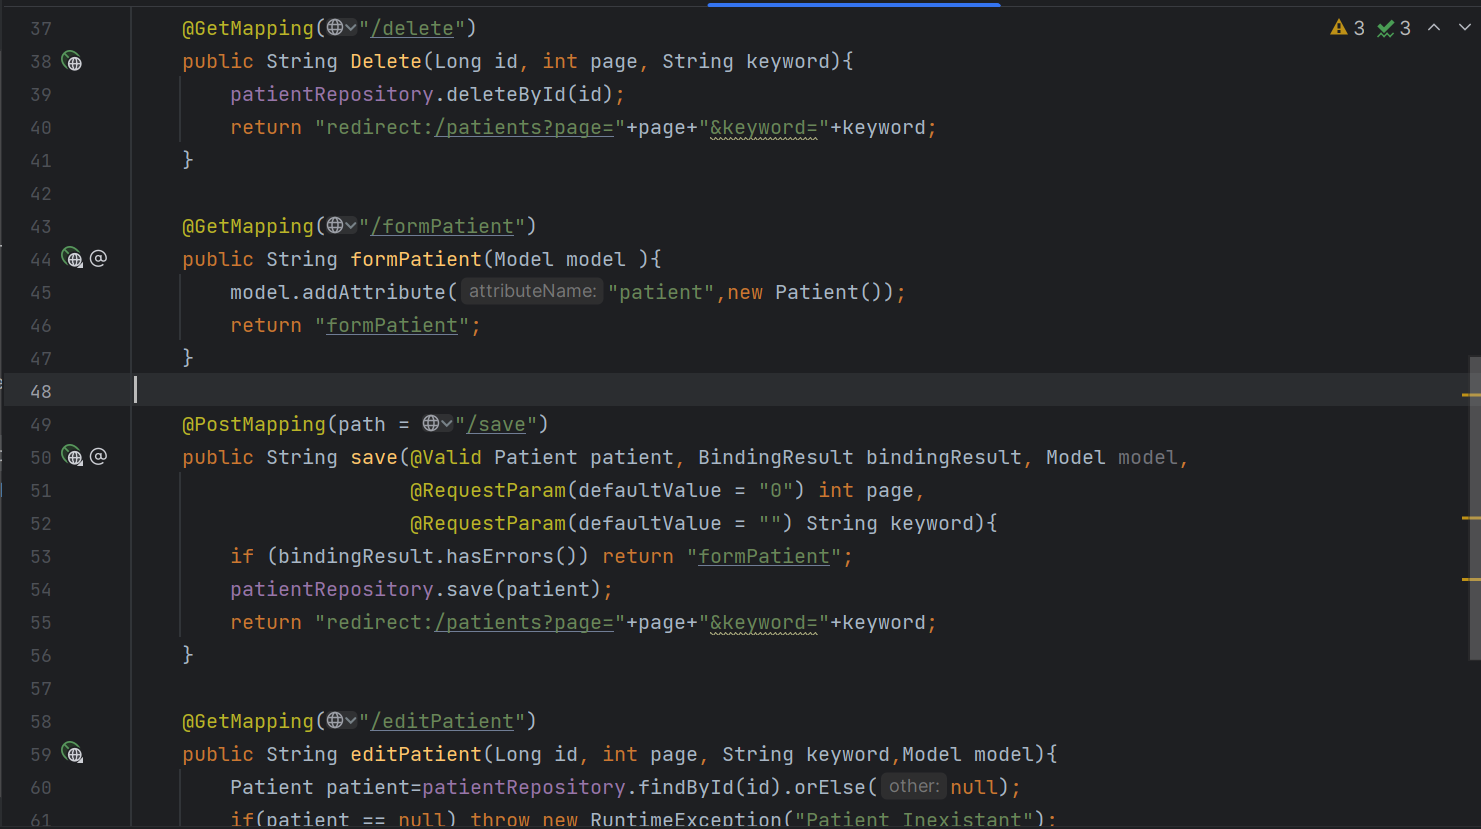 37 @GetMapping("/delete")
38 public String Delete(Long id, int page, String keyword){
39 patientRepository.deleteById(id);
40 return "redirect:/patients?page="+page+"&keyword="+keyword;
41 }
42
43 @GetMapping("/formPatient")
44 public String formPatient(Model model ){
45 model.addAttribute( attributeName: "patient",new Patient());
46 return "formPatient";
47 }
48
49 @PostMapping(path = "/save")
50 public String save(@Valid Patient patient, BindingResult bindingResult, Model model,
51 @RequestParam(defaultValue = "0") int page,
52 @RequestParam(defaultValue = "") String keyword){
53 if (bindingResult.hasErrors()) return "formPatient";
54 patientRepository.save(patient);
55 return "redirect:/patients?page="+page+"&keyword="+keyword;
56 }
57
58 @GetMapping("/editPatient")
59 public String editPatient(Long id, int page, String keyword,Model model){
60 Patient patient=patientRepository.findById(id).orElse( other: null);
61 if(patient == null) throw new RuntimeException("Patient Inexistant");
3 3